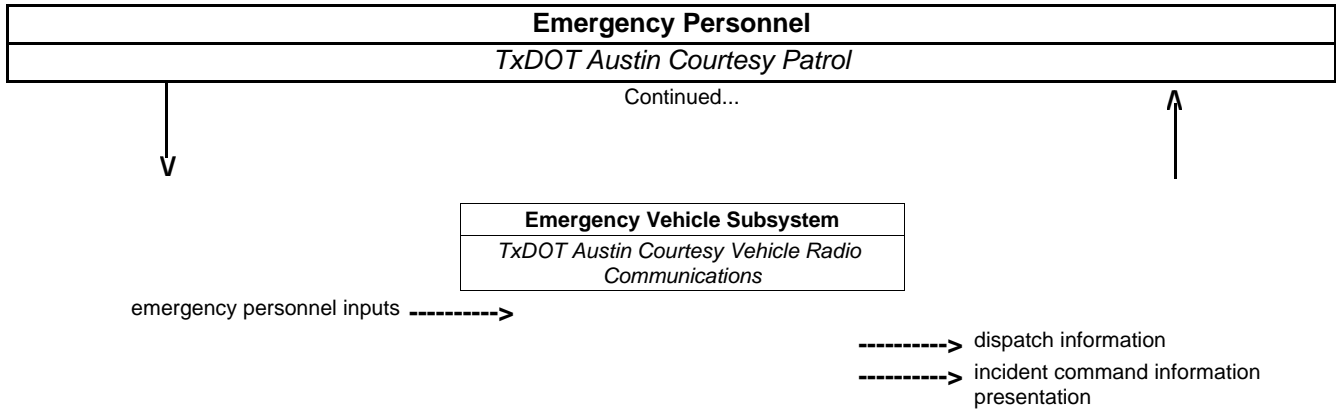 Emergency Personnel
TxDOT Austin Courtesy Patrol
Continued...
Emergency Vehicle Subsystem
TxDOT Austin Courtesy Vehicle Radio
Communications
emergency personnel inputs ---------->
----------> dispatch information
----------> incident command information
presentation